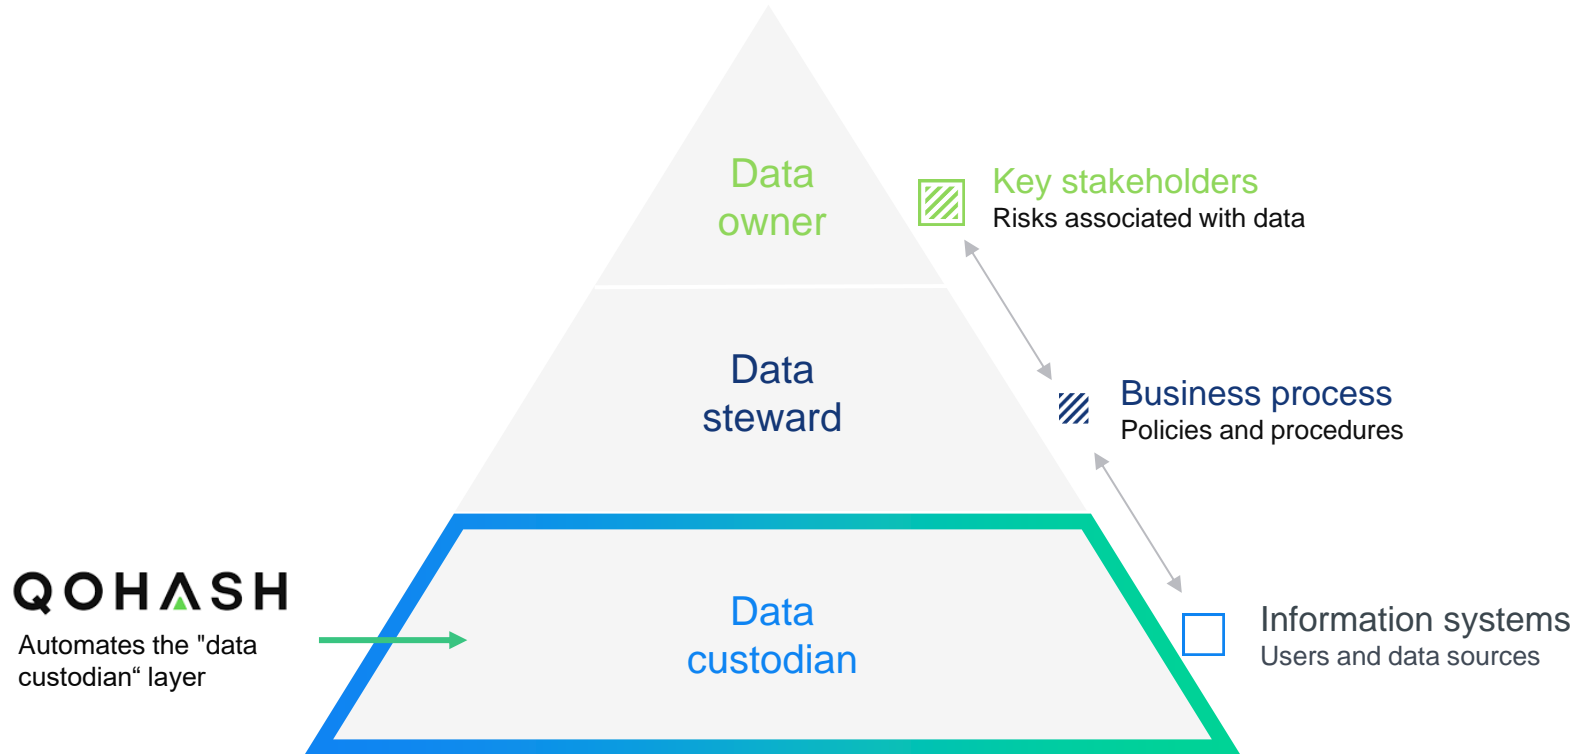 Data
owner
Key stakeholders
Risks associated with data
Data
steward
Business process
Policies and procedures
QOHASH
Automates the "data
custodian“ layer
Data
custodian
Information systems
Users and data sources